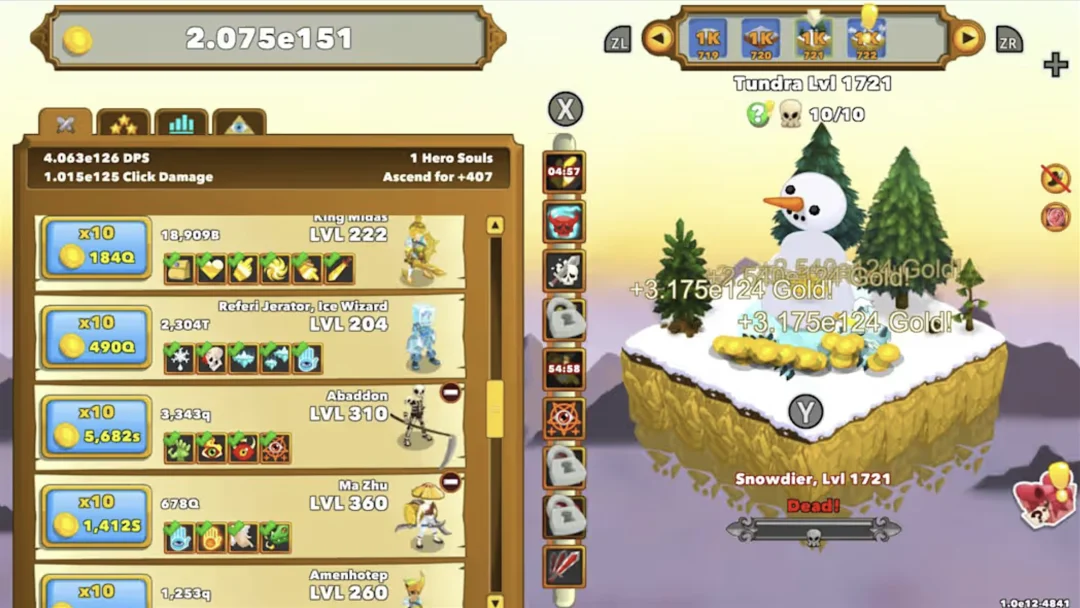 2.075e151
ZL
1K
719
1K
720
1K
721
1K
722
ZR
Tundra Lvl 1721
?
10/10
4.063e126 DPS
1 Hero Souls
1.015e125 Click Damage
Ascend for +407
X
04:57
54:58
King Midas
x10
184Q
18,909B
LVL 222
Referi Jerator, Ice Wizard
x10
490Q
2,304T
LVL 204
Abaddon
x10
5,682s
3,343q
LVL 310
Ma Zhu
x10
1,412S
678Q
LVL 360
Amenhotep
x10
1,253q
LVL 260
+2.540e124 Gold!
+3.175e124 Gold!
+3.175e124 Gold!
Y
Snowdier, Lvl 1721
Dead!
1.0e12-4841